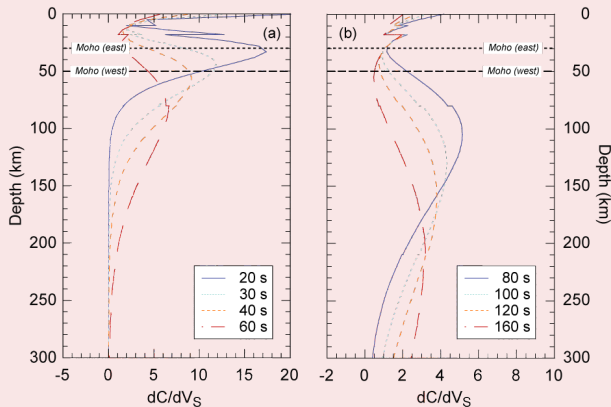 (a)
Moho (east)
Moho (west)
Depth (km)
0
50
100
150
200
250
300
-5
0
5
10
15
20
dC/dVS
20 s
30 s
40 s
60 s
(b)
Moho (east)
Moho (west)
Depth (km)
0
50
100
150
200
250
300
-2
0
2
4
6
8
10
dC/dVS
80 s
100 s
120 s
160 s